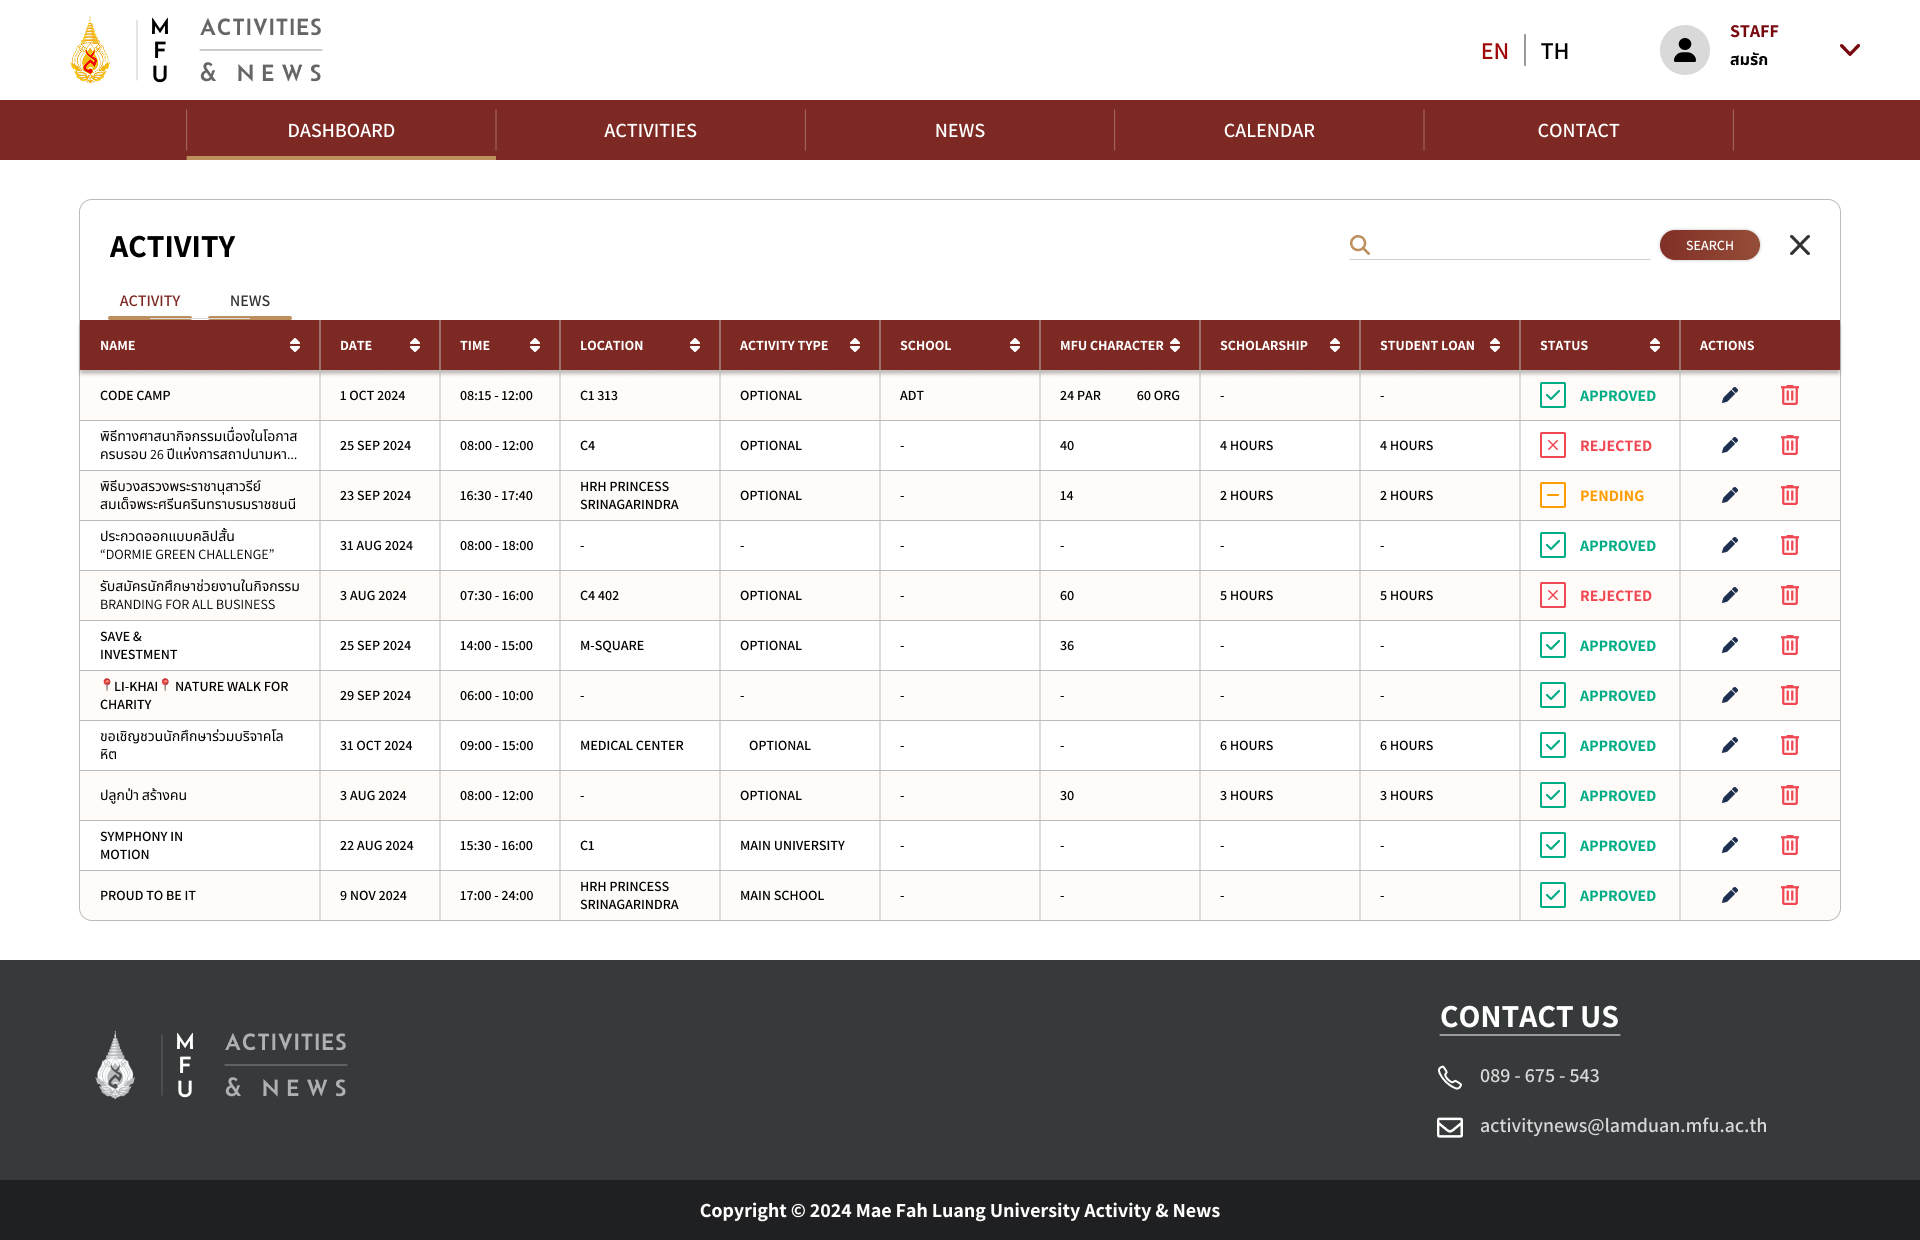 MFU
ACTIVITIES
& NEWS
EN
TH
STAFF
สมรัก
DASHBOARD
ACTIVITIES
NEWS
CALENDAR
CONTACT
ACTIVITY
SEARCH
ACTIVITY
NEWS
NAME DATE TIME LOCATION ACTIVITY TYPE SCHOOL MFU CHARACTER SCHOLARSHIP STUDENT LOAN STATUS ACTIONS
CODE CAMP 1 OCT 2024 08:15 - 12:00 C1 313 OPTIONAL ADT 24 PAR 60 ORG - - APPROVED
พิธีทางศาสนากิจกรรมเนื่องในโอกาส
ครบรอบ 26 ปีแห่งการสถาปนามหา...
25 SEP 2024 08:00 - 12:00 C4 OPTIONAL - 40 4 HOURS 4 HOURS REJECTED
พิธีบวงสรวงพระราชานุสาวรีย์
สมเด็จพระศรีนครินทราบรมราชชนนี
23 SEP 2024 16:30 - 17:40
HRH PRINCESS
SRINAGARINDRA
OPTIONAL - 14 2 HOURS 2 HOURS PENDING
ประกวดออกแบบคลิปสั้น
“DORMIE GREEN CHALLENGE”
31 AUG 2024 08:00 - 18:00 - - - - - - APPROVED
รับสมัครนักศึกษาช่วยงานในกิจกรรม
BRANDING FOR ALL BUSINESS
3 AUG 2024 07:30 - 16:00 C4 402 OPTIONAL - 60 5 HOURS 5 HOURS REJECTED
SAVE &
INVESTMENT
25 SEP 2024 14:00 - 15:00 M-SQUARE OPTIONAL - 36 - - APPROVED
📍LI-KHAI📍 NATURE WALK FOR
CHARITY
29 SEP 2024 06:00 - 10:00 - - - - - - APPROVED
ขอเชิญชวนนักศึกษาร่วมบริจาคโล
หิต
31 OCT 2024 09:00 - 15:00 MEDICAL CENTER OPTIONAL - - 6 HOURS 6 HOURS APPROVED
ปลูกป่า สร้างคน 3 AUG 2024 08:00 - 12:00 - OPTIONAL - 30 3 HOURS 3 HOURS APPROVED
SYMPHONY IN
MOTION
22 AUG 2024 15:30 - 16:00 C1 MAIN UNIVERSITY - - - - APPROVED
PROUD TO BE IT 9 NOV 2024 17:00 - 24:00
HRH PRINCESS
SRINAGARINDRA
MAIN SCHOOL - - - - APPROVED
MFU
ACTIVITIES
& NEWS
CONTACT US
089 - 675 - 543
activitynews@lamduan.mfu.ac.th
Copyright © 2024 Mae Fah Luang University Activity & News